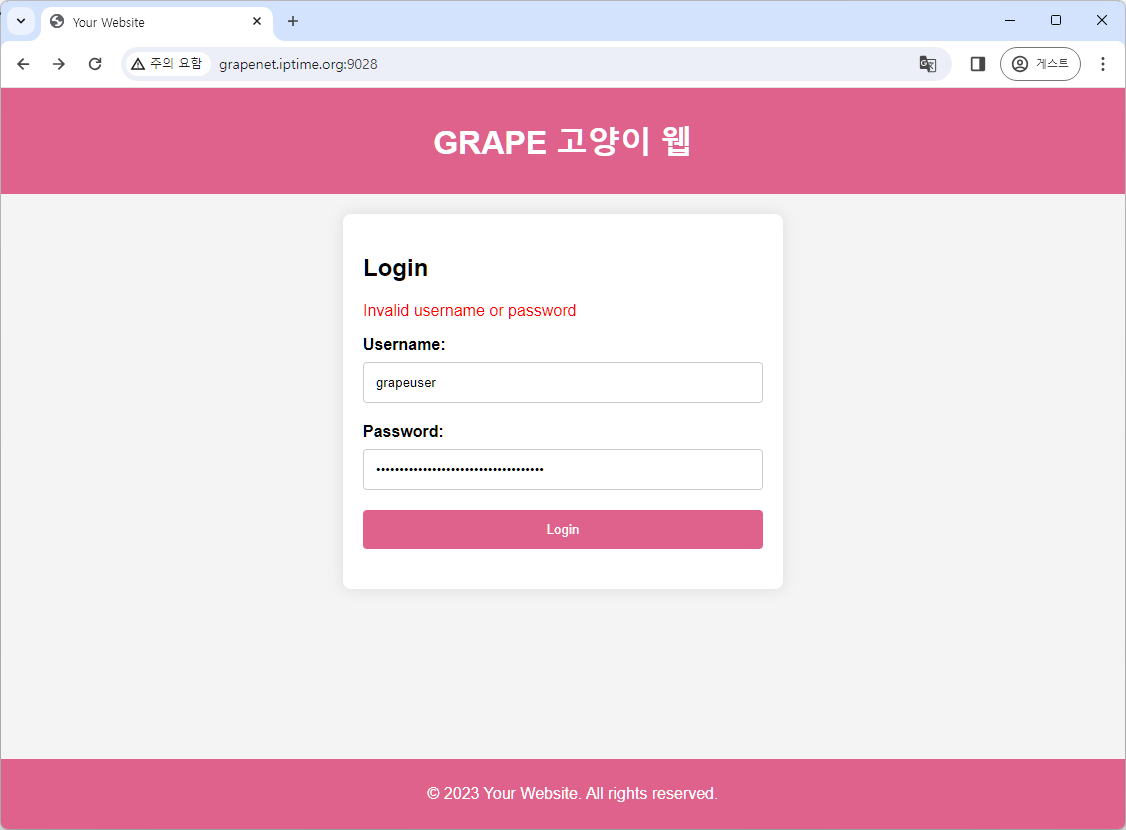 Your Website
주의 요함
grapenet.iptime.org:9028
게스트
GRAPE 고양이 웹
Login
Invalid username or password
Username:
grapeuser
Password:
Login
© 2023 Your Website. All rights reserved.